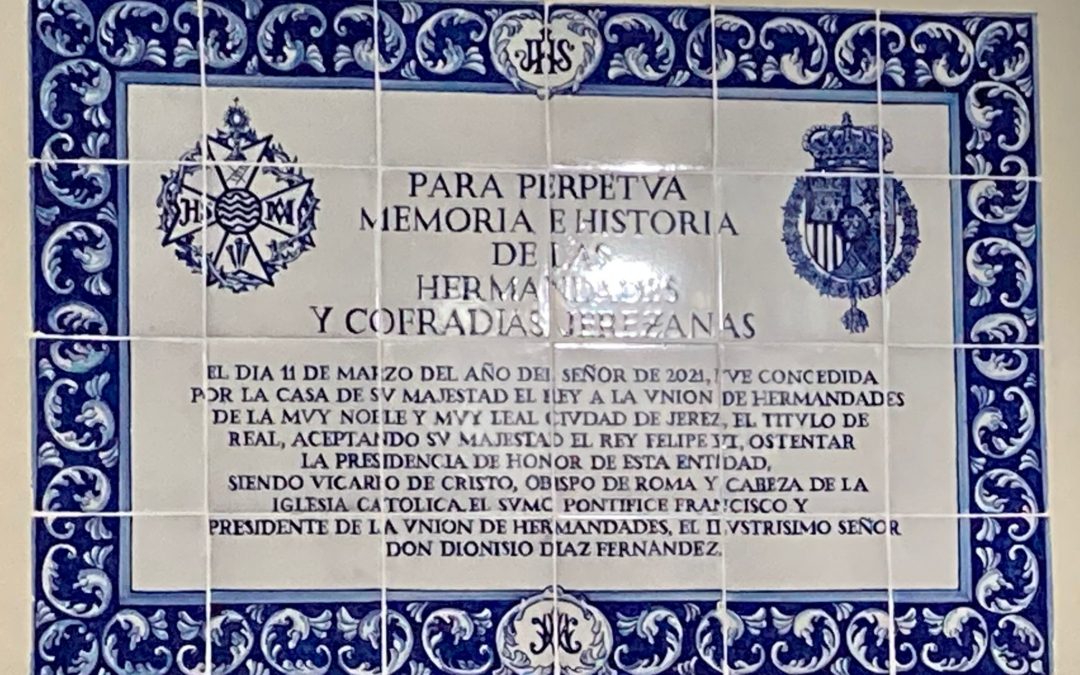 JHS
HS
MA
PARA PERPETVA
MEMORIA E HISTORIA
DE LAS
HERMANDADES
Y COFRADIAS JEREZANAS
EL DIA 11 DE MARZO DEL AÑO DEL SEÑOR DE 2021, FVE CONCEDIDA
POR LA CASA DE SV MAJESTAD EL REY A LA VNION DE HERMANDADES
DE LA MVY NOBLE Y MVY LEAL CIVDAD DE JEREZ, EL TITVLO DE
REAL, ACEPTANDO SV MAJESTAD EL REY FELIPE VI, OSTENTAR
LA PRESIDENCIA DE HONOR DE ESTA ENTIDAD,
SIENDO VICARIO DE CRISTO, OBISPO DE ROMA Y CABEZA DE LA
IGLESIA CATOLICA EL SVMO PONTIFICE FRANCISCO Y
PRESIDENTE DE LA VNION DE HERMANDADES, EL ILVSTRISIMO SEÑOR
DON DIONISIO DIAZ FERNANDEZ.